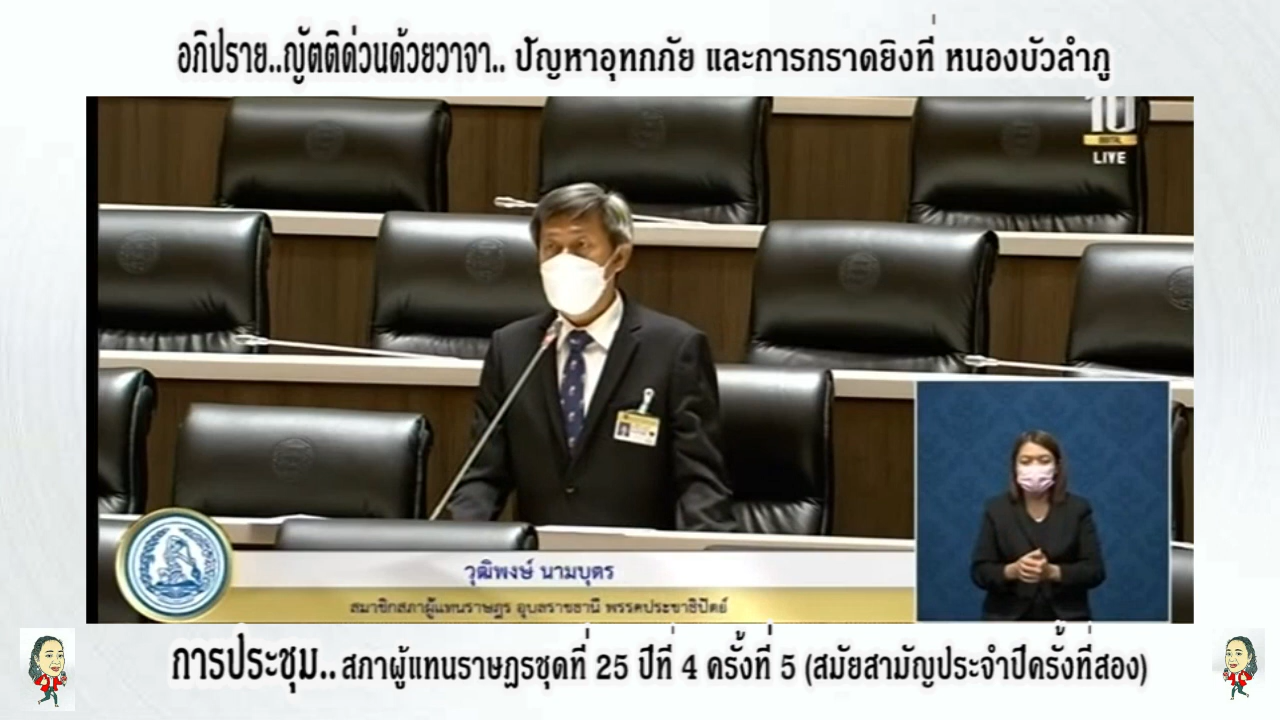 อภิปราย..ญัตติด่วนด้วยวาจา.. ปัญหาอุทกภัย และการกราดยิงที่ หนองบัวลำภู
10
LIVE
วุฒิพงษ์ นามบุตร
สมาชิกสภาผู้แทนราษฎร อุบลราชธานี พรรคประชาธิปัตย์
การประชุม.. สภาผู้แทนราษฎรชุดที่ 25 ปีที่ 4 ครั้งที่ 5 (สมัยสามัญประจำปีครั้งที่สอง)